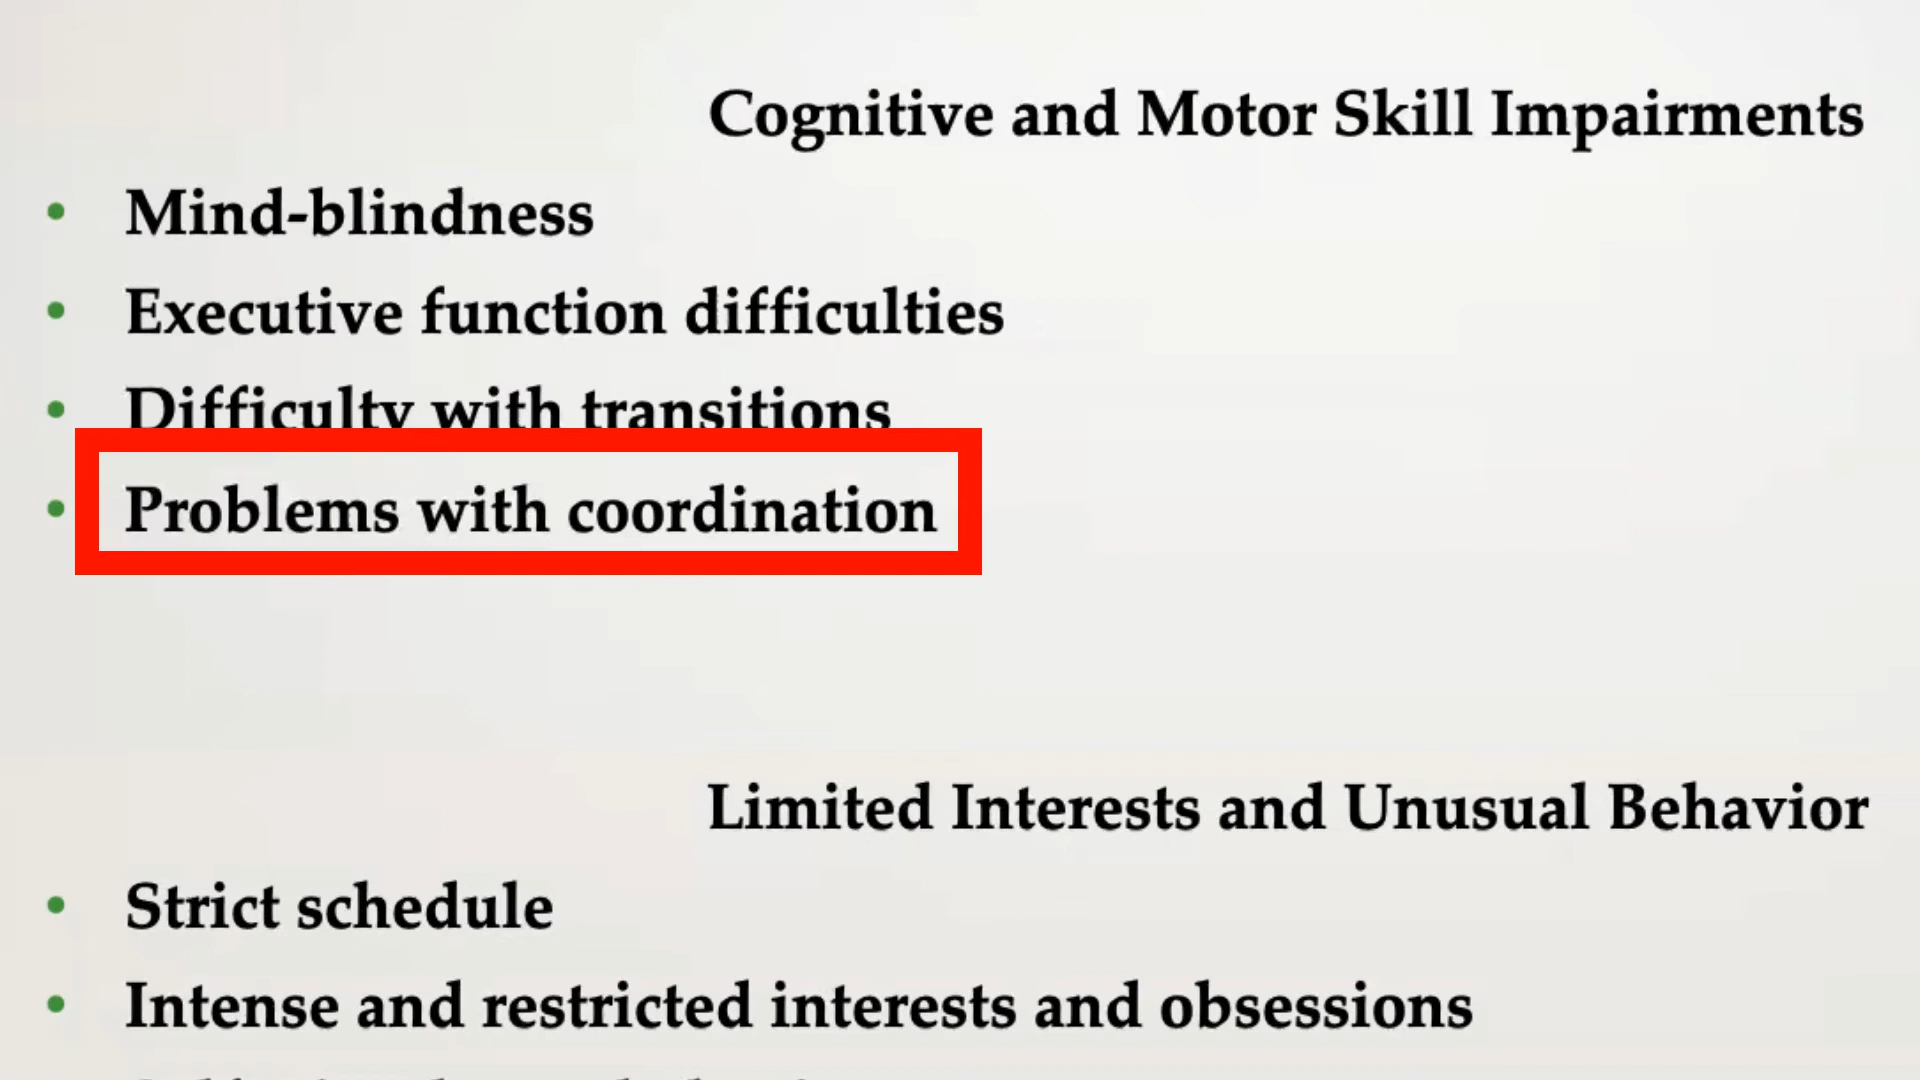 Cognitive and Motor Skill Impairments
• Mind-blindness
• Executive function difficulties
• Difficulty with transitions
• Problems with coordination
Limited Interests and Unusual Behavior
• Strict schedule
• Intense and restricted interests and obsessions